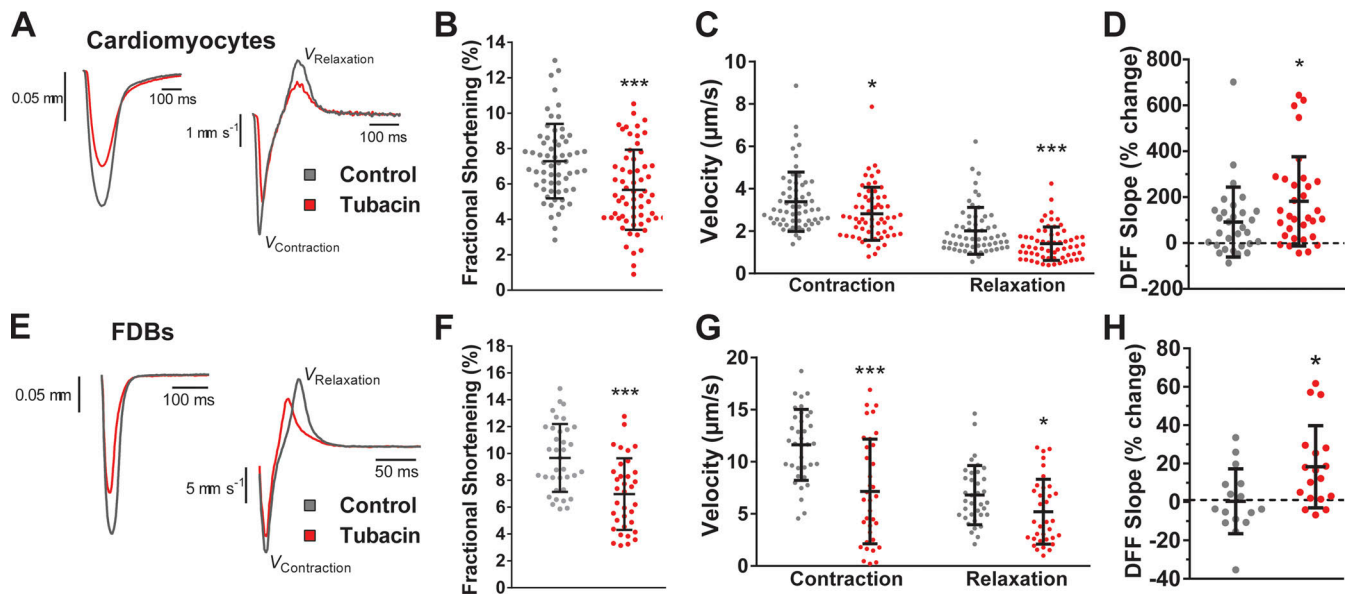 A
Cardiomyocytes
0.05 mm
100 ms
VRelaxation
1 mm s-1
100 ms
Control
Tubacin
VContraction
B
Fractional Shortening (%)
14
12
10
8
6
4
2
0
***
C
Velocity (µm/s)
10
8
6
4
2
0
*
***
Contraction
Relaxation
D
DFF Slope (% change)
800
600
400
200
0
200
*
E
FDBs
0.05 mm
100 ms
VRelaxation
50 ms
5 mm s-1
Control
Tubacin
VContraction
F
Fractional Shorteneing (%)
18
16
14
12
10
8
6
4
2
0
***
G
Velocity (µm/s)
20
15
10
5
0
***
*
Contraction
Relaxation
H
DFF Slope (% change)
80
60
40
20
0
-20
40
*